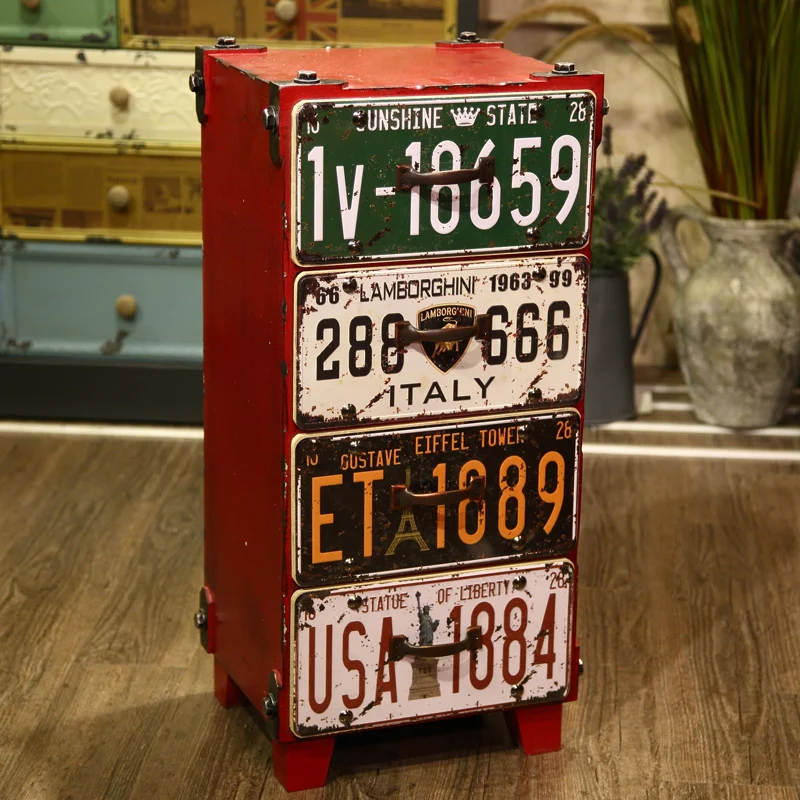 10 SUNSHINE STATE 28
1v-18659
66 LAMBORGHINI 1963 99
288 LAMBORGHINI 666
ITALY
10 GUSTAVE EIFFEL TOWER 28
ET 1889
STATUE OF LIBERTY 28
USA 1884